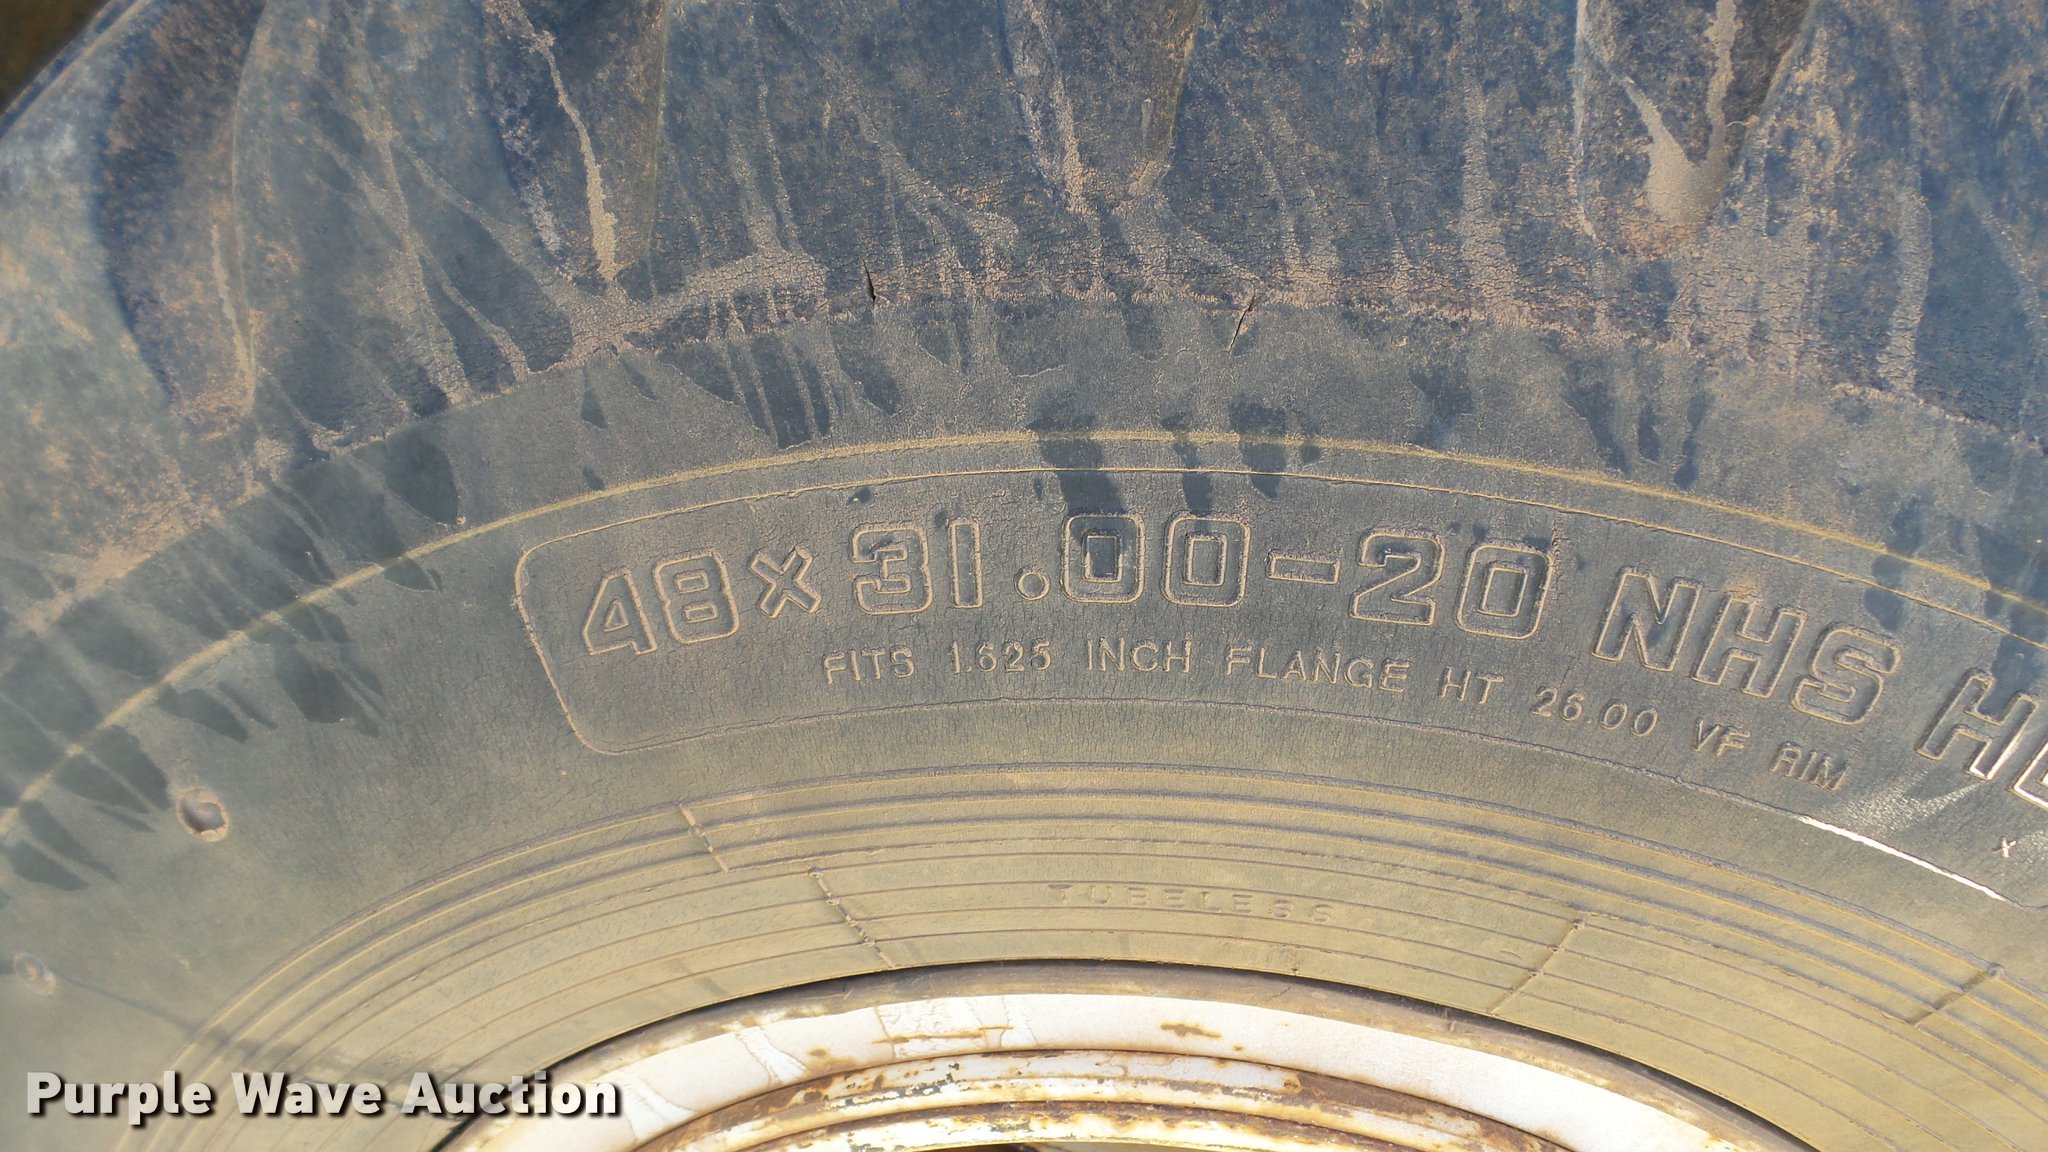 48x31.00-20 NHS
FITS 1.625 INCH FLANGE HT 26.00 VF RIM
TUBELESS
Purple Wave Auction